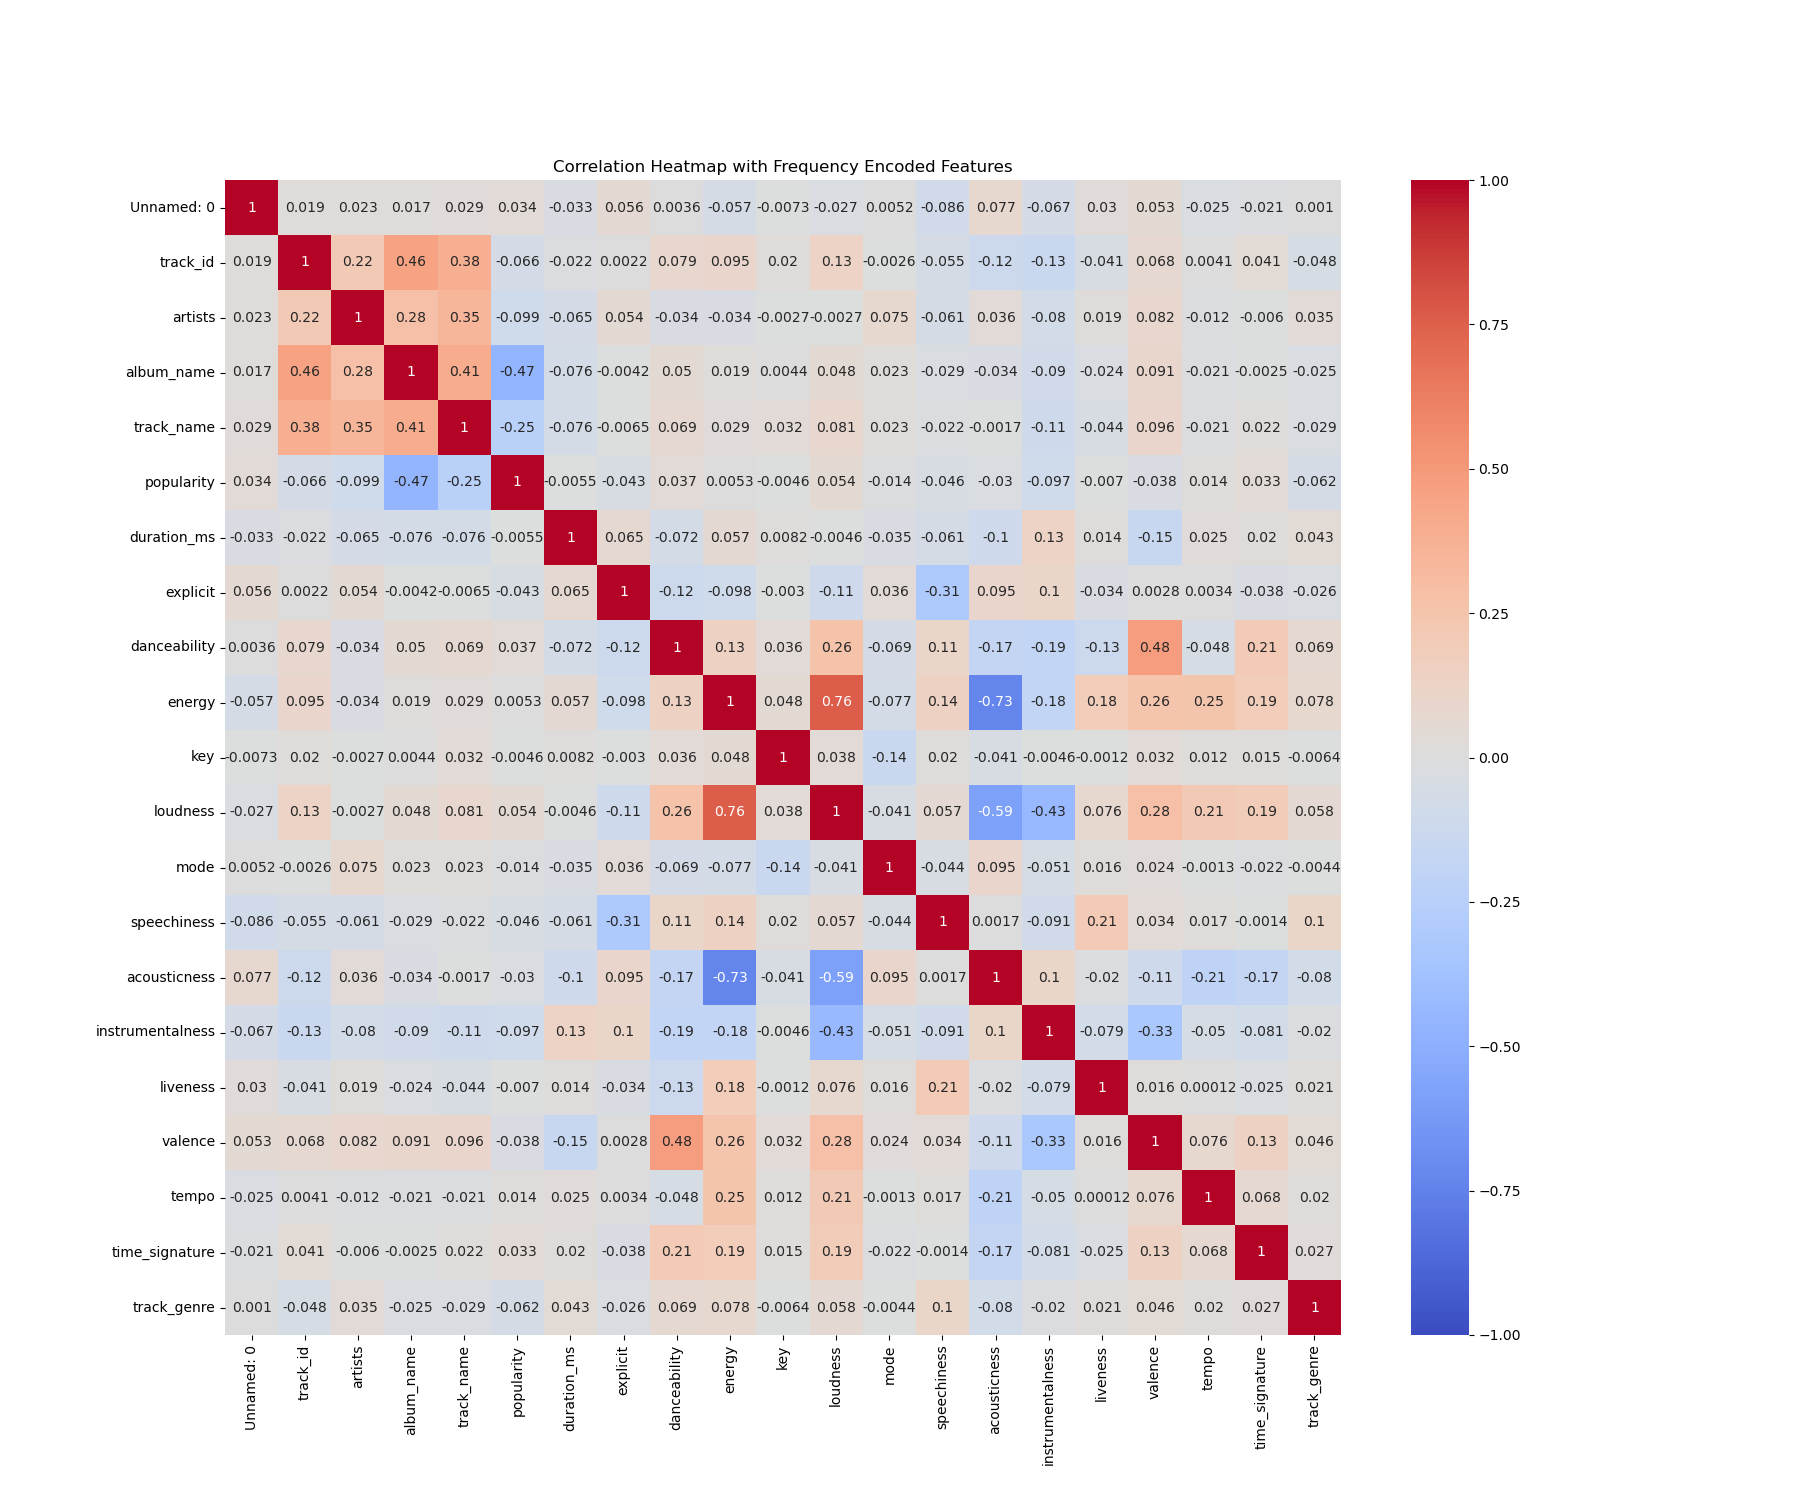 Correlation Heatmap with Frequency Encoded Features
Unnamed: 0 1 0.019 0.023 0.017 0.029 0.034 -0.033 0.056 0.0036 -0.057 -0.0073 -0.027 0.0052 -0.086 0.077 -0.067 0.03 0.053 -0.025 -0.021 0.001
track_id 0.019 1 0.22 0.46 0.38 -0.066 -0.022 0.0022 0.079 0.095 0.02 0.13 -0.0026 -0.055 -0.12 -0.13 -0.041 0.068 0.0041 0.041 -0.048
artists 0.023 0.22 1 0.28 0.35 -0.099 -0.065 0.054 -0.034 -0.034 -0.0027 -0.0027 0.075 -0.061 0.036 -0.08 0.019 0.082 -0.012 -0.006 0.035
album_name 0.017 0.46 0.28 1 0.41 -0.47 -0.076 -0.0042 0.05 0.019 0.0044 0.048 0.023 -0.029 -0.034 -0.09 -0.024 0.091 -0.021 -0.0025 -0.025
track_name 0.029 0.38 0.35 0.41 1 -0.25 -0.076 -0.0065 0.069 0.029 0.032 0.081 0.023 -0.022 -0.0017 -0.11 -0.044 0.096 -0.021 0.022 -0.029
popularity 0.034 -0.066 -0.099 -0.47 -0.25 1 -0.0055 -0.043 0.037 0.0053 -0.0046 0.054 -0.014 -0.046 -0.03 -0.097 -0.007 -0.038 0.014 0.033 -0.062
duration_ms -0.033 -0.022 -0.065 -0.076 -0.076 -0.0055 1 0.065 -0.072 0.057 0.0082 -0.0046 -0.035 -0.061 -0.1 0.13 0.014 -0.15 0.025 0.02 0.043
explicit 0.056 0.0022 0.054 -0.0042 -0.0065 -0.043 0.065 1 -0.12 -0.098 -0.003 -0.11 0.036 -0.31 0.095 0.1 -0.034 0.0028 0.0034 -0.038 -0.026
danceability 0.0036 0.079 -0.034 0.05 0.069 0.037 -0.072 -0.12 1 0.13 0.036 0.26 -0.069 0.11 -0.17 -0.19 -0.13 0.48 -0.048 0.21 0.069
energy -0.057 0.095 -0.034 0.019 0.029 0.0053 0.057 -0.098 0.13 1 0.048 0.76 -0.077 0.14 -0.73 -0.18 0.18 0.26 0.25 0.19 0.078
key -0.0073 0.02 -0.0027 0.0044 0.032 -0.0046 0.0082 -0.003 0.036 0.048 1 0.038 -0.14 0.02 -0.041 -0.0046 -0.0012 0.032 0.012 0.015 -0.0064
loudness -0.027 0.13 -0.0027 0.048 0.081 0.054 -0.0046 -0.11 0.26 0.76 0.038 1 -0.041 0.057 -0.59 -0.43 0.076 0.28 0.21 0.19 0.058
mode 0.0052 -0.0026 0.075 0.023 0.023 -0.014 -0.035 0.036 -0.069 -0.077 -0.14 -0.041 1 -0.044 0.095 -0.051 0.016 0.024 -0.0013 -0.022 -0.0044
speechiness -0.086 -0.055 -0.061 -0.029 -0.022 -0.046 -0.061 -0.31 0.11 0.14 0.02 0.057 -0.044 1 0.0017 -0.091 0.21 0.034 0.017 -0.0014 0.1
acousticness 0.077 -0.12 0.036 -0.034 -0.0017 -0.03 -0.1 0.095 -0.17 -0.73 -0.041 -0.59 0.095 0.0017 1 0.1 -0.02 -0.11 -0.21 -0.17 -0.08
instrumentalness -0.067 -0.13 -0.08 -0.09 -0.11 -0.097 0.13 0.1 -0.19 -0.18 -0.0046 -0.43 -0.051 -0.091 0.1 1 -0.079 -0.33 -0.05 -0.081 -0.02
liveness 0.03 -0.041 0.019 -0.024 -0.044 -0.007 0.014 -0.034 -0.13 0.18 -0.0012 0.076 0.016 0.21 -0.02 -0.079 1 0.016 0.00012 -0.025 0.021
valence 0.053 0.068 0.082 0.091 0.096 -0.038 -0.15 0.0028 0.48 0.26 0.032 0.28 0.024 0.034 -0.11 -0.33 0.016 1 0.076 0.13 0.046
tempo -0.025 0.0041 -0.012 -0.021 -0.021 0.014 0.025 0.0034 -0.048 0.25 0.012 0.21 -0.0013 0.017 -0.21 -0.05 0.00012 0.076 1 0.068 0.02
time_signature -0.021 0.041 -0.006 -0.0025 0.022 0.033 0.02 -0.038 0.21 0.19 0.015 0.19 -0.022 -0.0014 -0.17 -0.081 -0.025 0.13 0.068 1 0.027
track_genre 0.001 -0.048 0.035 -0.025 -0.029 -0.062 0.043 -0.026 0.069 0.078 -0.0064 0.058 -0.0044 0.1 -0.08 -0.02 0.021 0.046 0.02 0.027 1
Unnamed: 0
track_id
artists
album_name
track_name
popularity
duration_ms
explicit
danceability
energy
key
loudness
mode
speechiness
acousticness
instrumentalness
liveness
valence
tempo
time_signature
track_genre
1.00
0.75
0.50
0.25
0.00
−0.25
−0.50
−0.75
−1.00